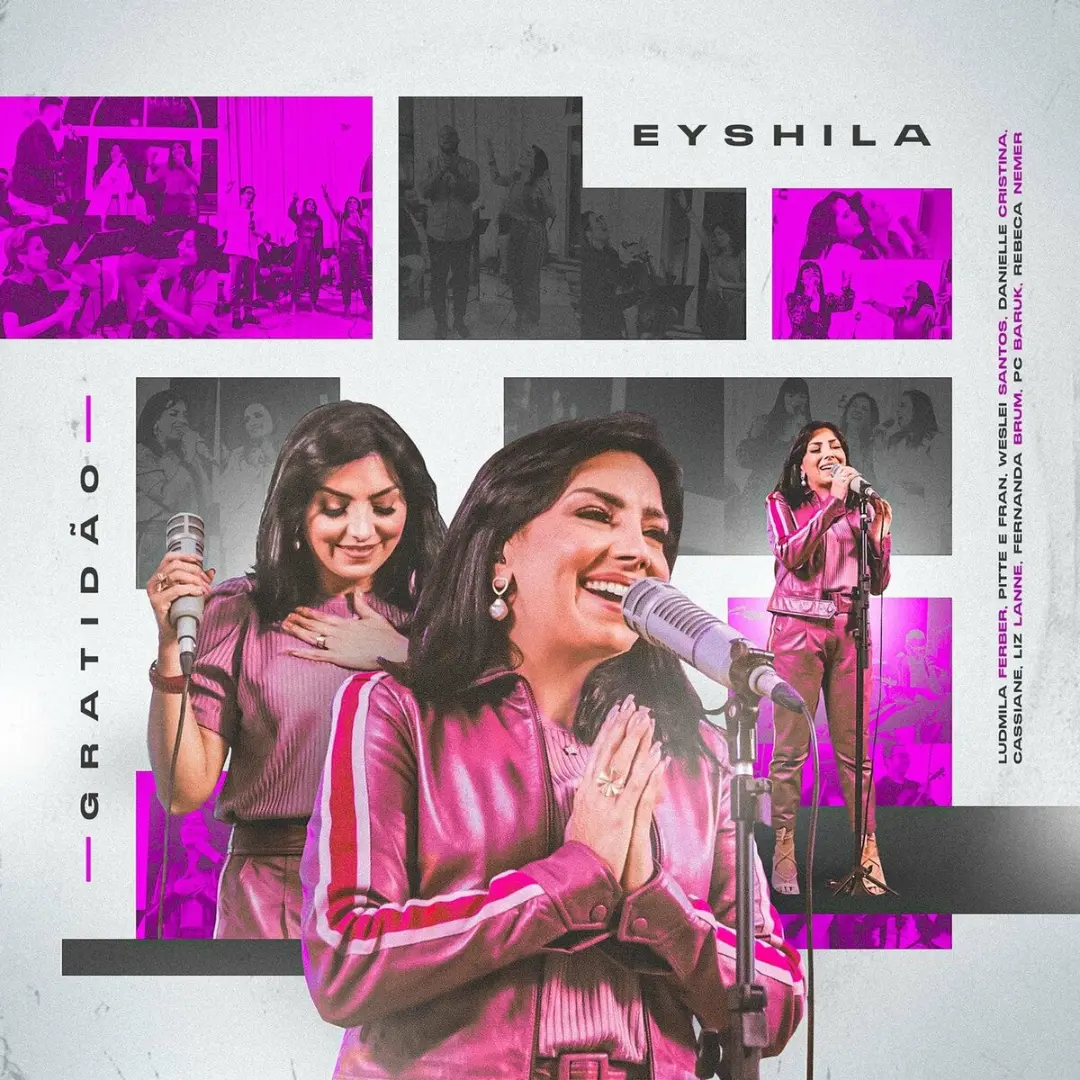 EYSHILA
GRATIDÃO
LUDMILA FERBER, PITTE E FRAN, WESLEI SANTOS, DANIELLE CRISTINA,
CASSIANE, LIZ LANNE, FERNANDA BRUM, PC BARUK, REBECA NEMER